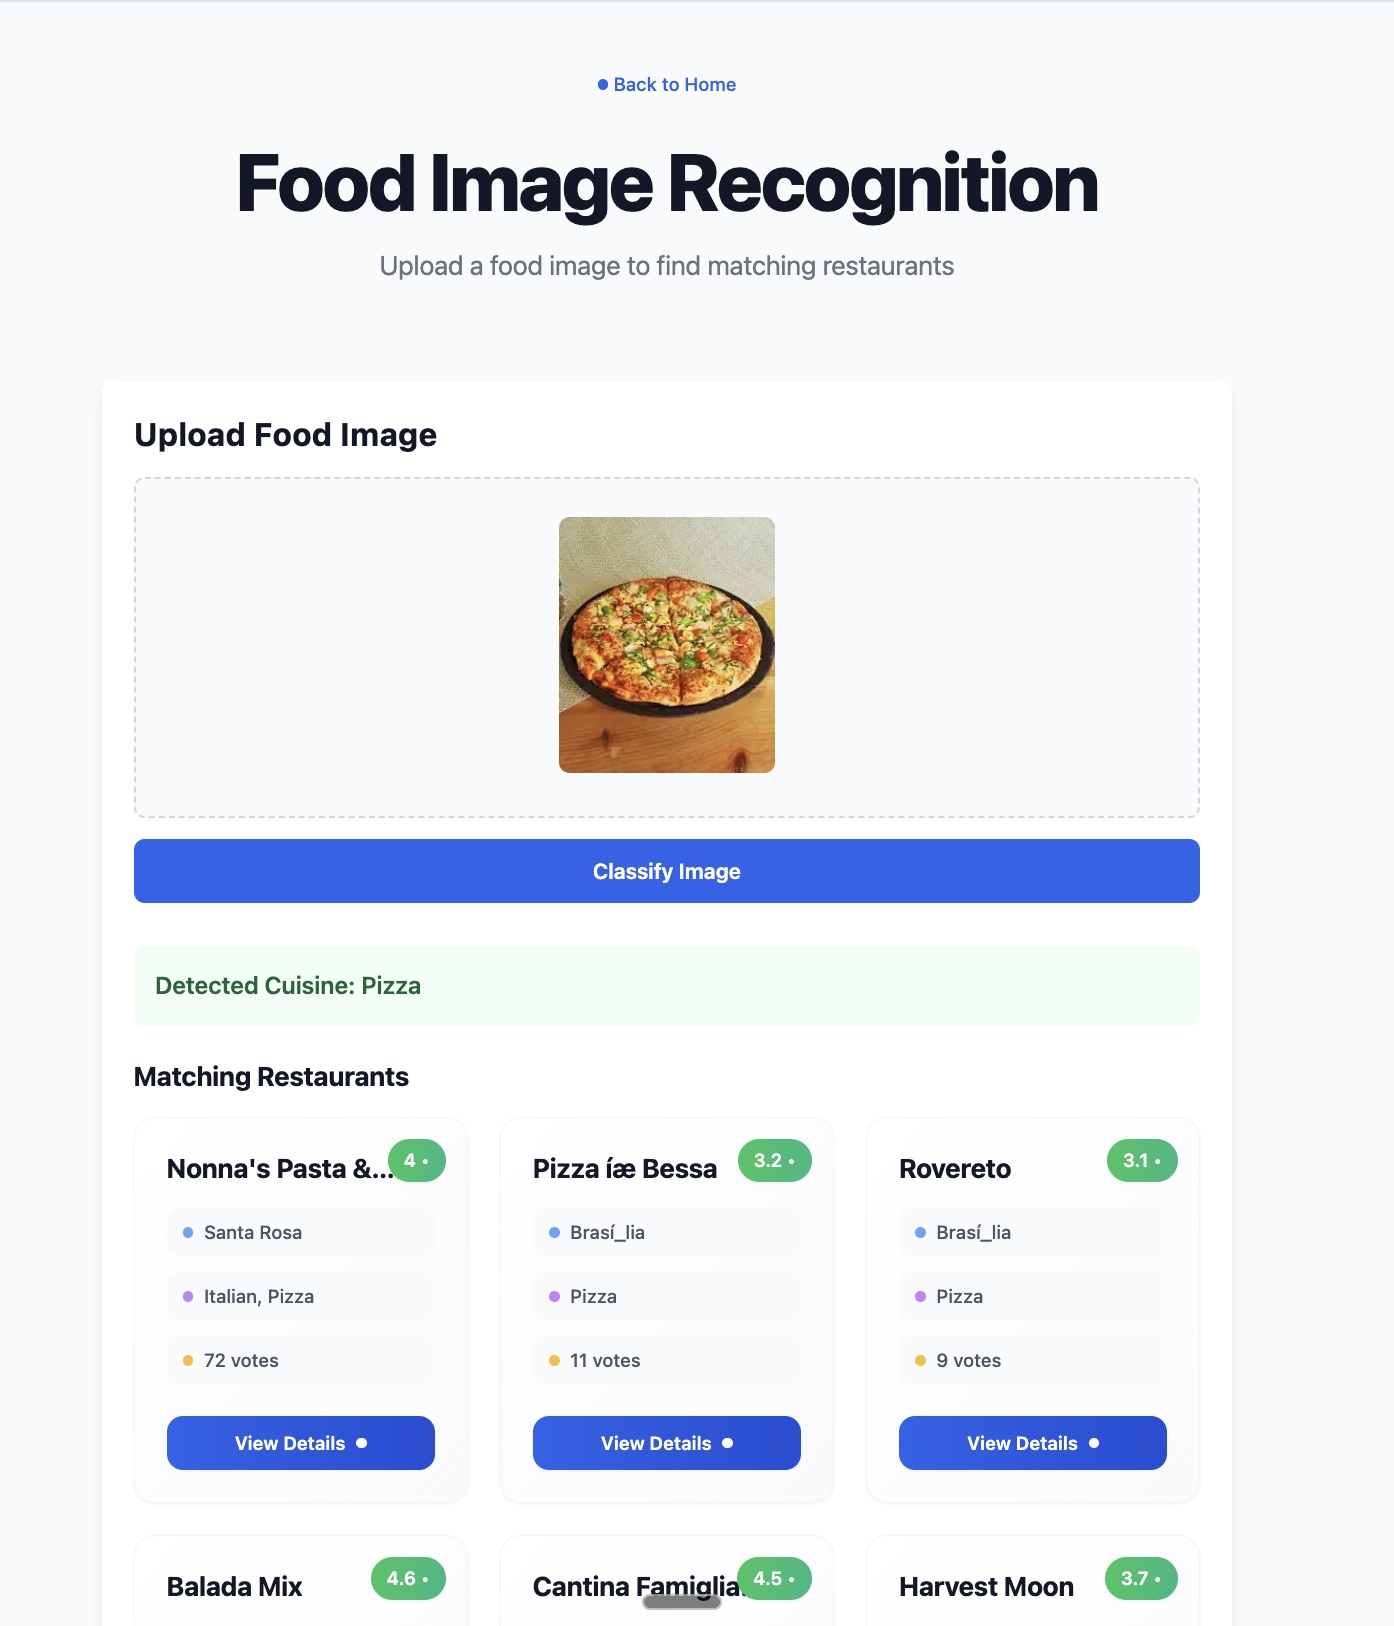 Back to Home
Food Image Recognition
Upload a food image to find matching restaurants
Upload Food Image
Classify Image
Detected Cuisine: Pizza
Matching Restaurants
Nonna's Pasta &... 4 •
Santa Rosa
Italian, Pizza
72 votes
View Details
Pizza íæ Bessa 3.2 •
Brasí_lia
Pizza
11 votes
View Details
Rovereto 3.1 •
Brasí_lia
Pizza
9 votes
View Details
Balada Mix 4.6 •
Cantina Famiglia... 4.5 •
Harvest Moon 3.7 •